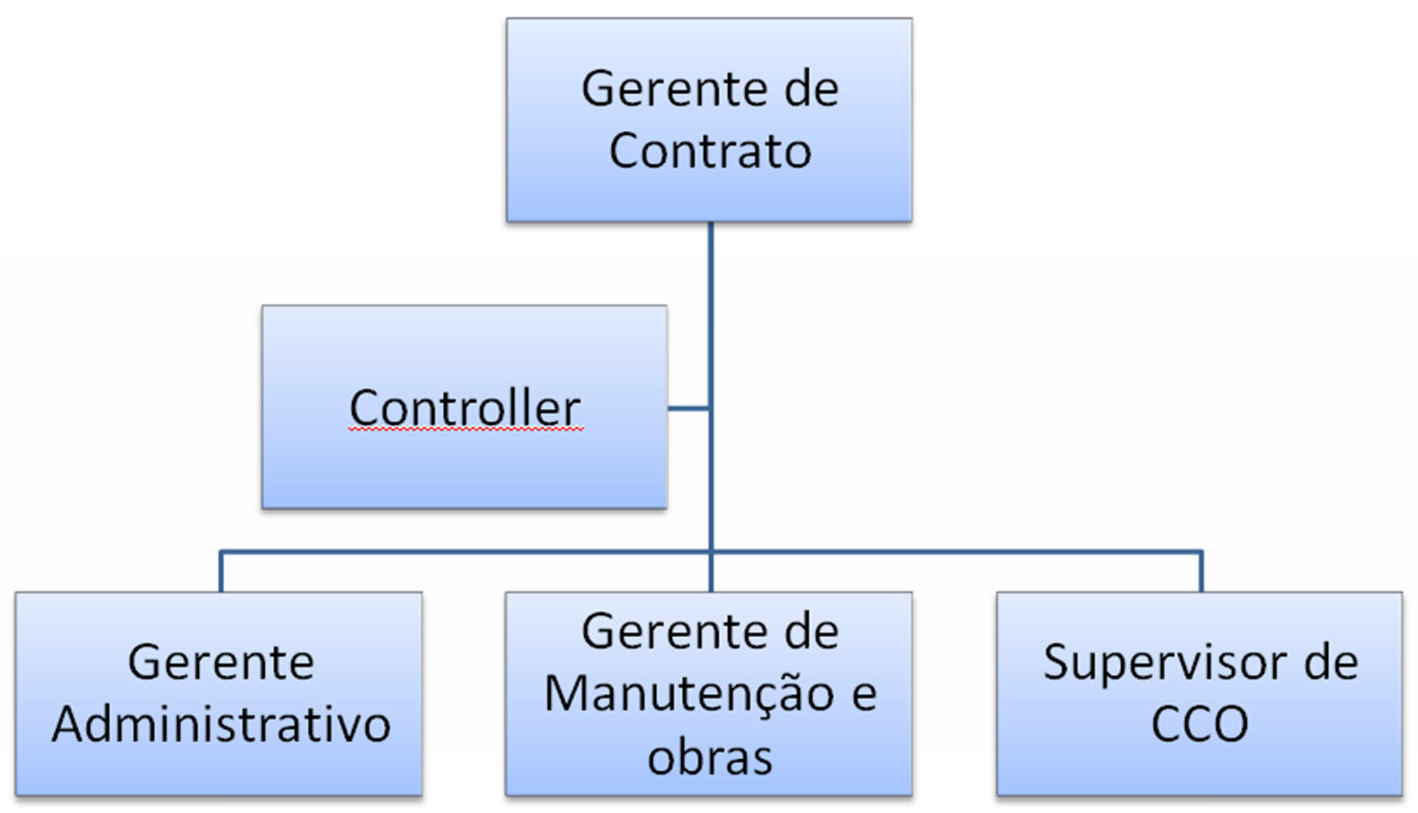 Gerente de
Contrato
Controller
Gerente
Administrativo
Gerente de
Manutenção e
obras
Supervisor de
CCO